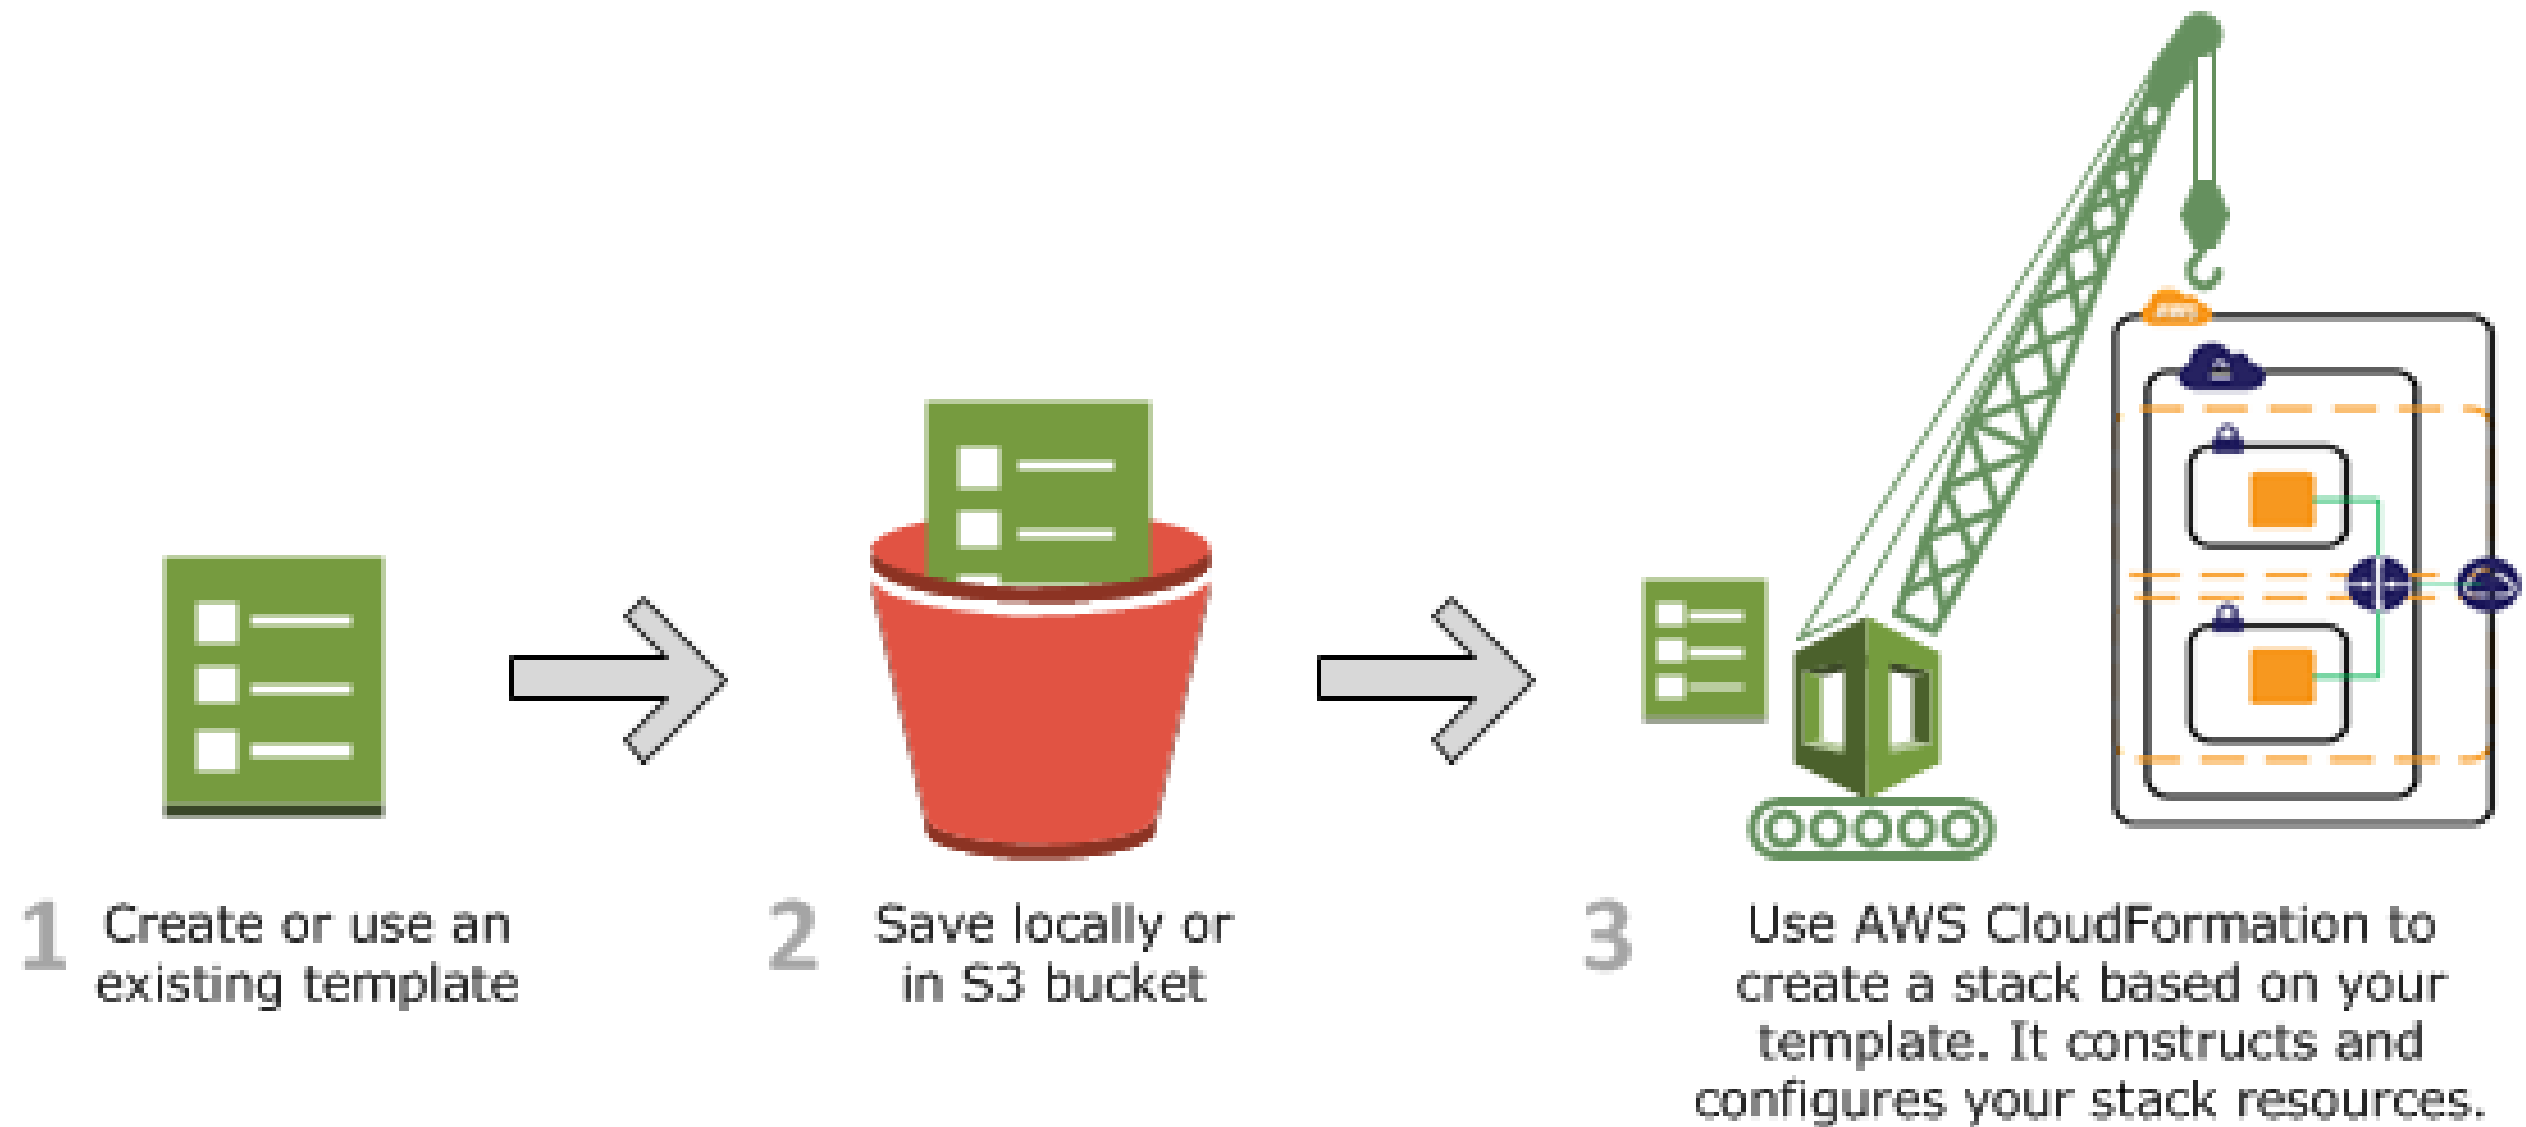 1 Create or use an
existing template
2 Save locally or
in S3 bucket
3 Use AWS CloudFormation to
create a stack based on your
template. It constructs and
configures your stack resources.
aws